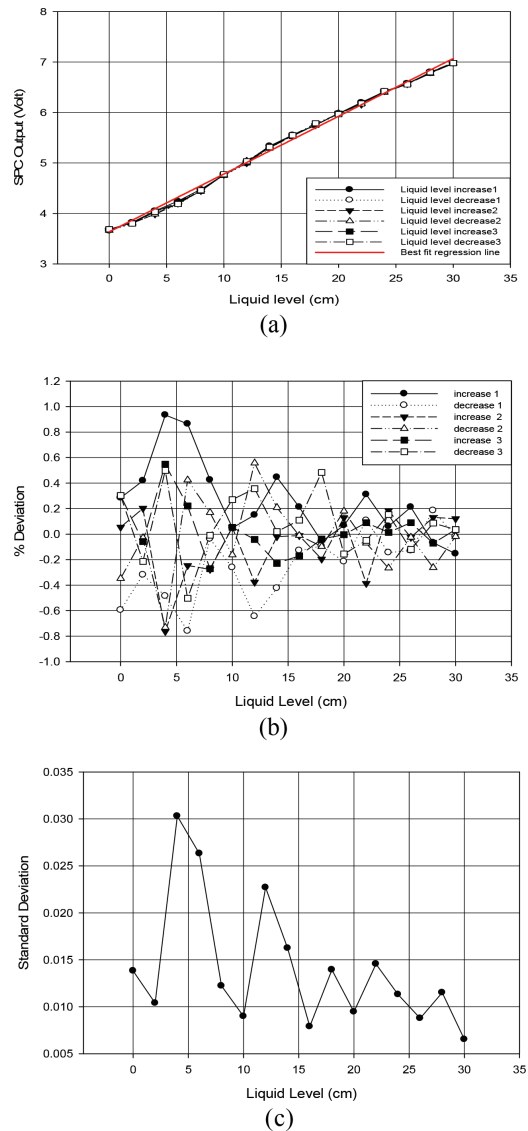 8
7
6
5
4
3
SPC Output (Volt)
0 5 10 15 20 25 30 35
Liquid level (cm)
Liquid level increase1
Liquid level decrease1
Liquid level increase2
Liquid level decrease2
Liquid level increase3
Liquid level decrease3
Best fit regression line
(a)
1.2
1.0
0.8
0.6
0.4
0.2
0.0
-0.2
-0.4
-0.6
-0.8
-1.0
% Deviation
increase 1
decrease 1
increase 2
decrease 2
increase 3
decrease 3
0 5 10 15 20 25 30 35
Liquid Level (cm)
(b)
0.035
0.030
0.025
0.020
0.015
0.010
0.005
Standard Deviation
0 5 10 15 20 25 30 35
Liquid Level (cm)
(c)